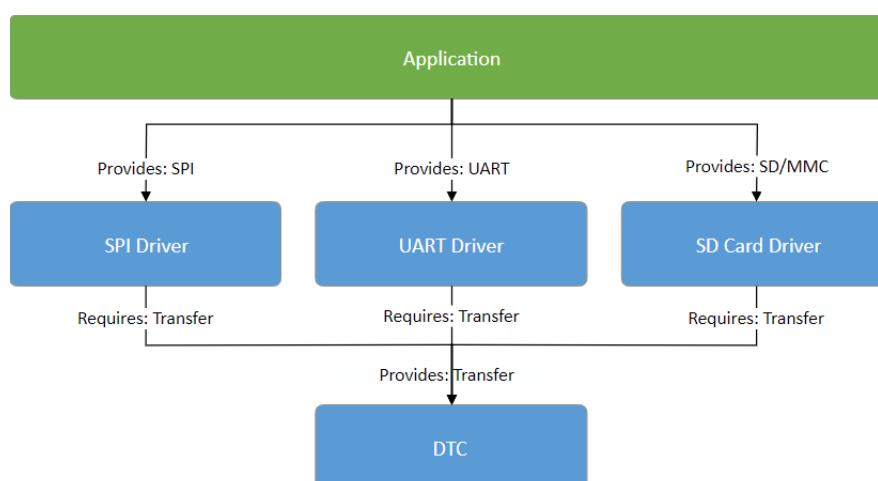 Application
Provides: SPI
Provides: UART
Provides: SD/MMC
SPI Driver
UART Driver
SD Card Driver
Requires: Transfer
Requires: Transfer
Requires: Transfer
Provides: Transfer
DTC